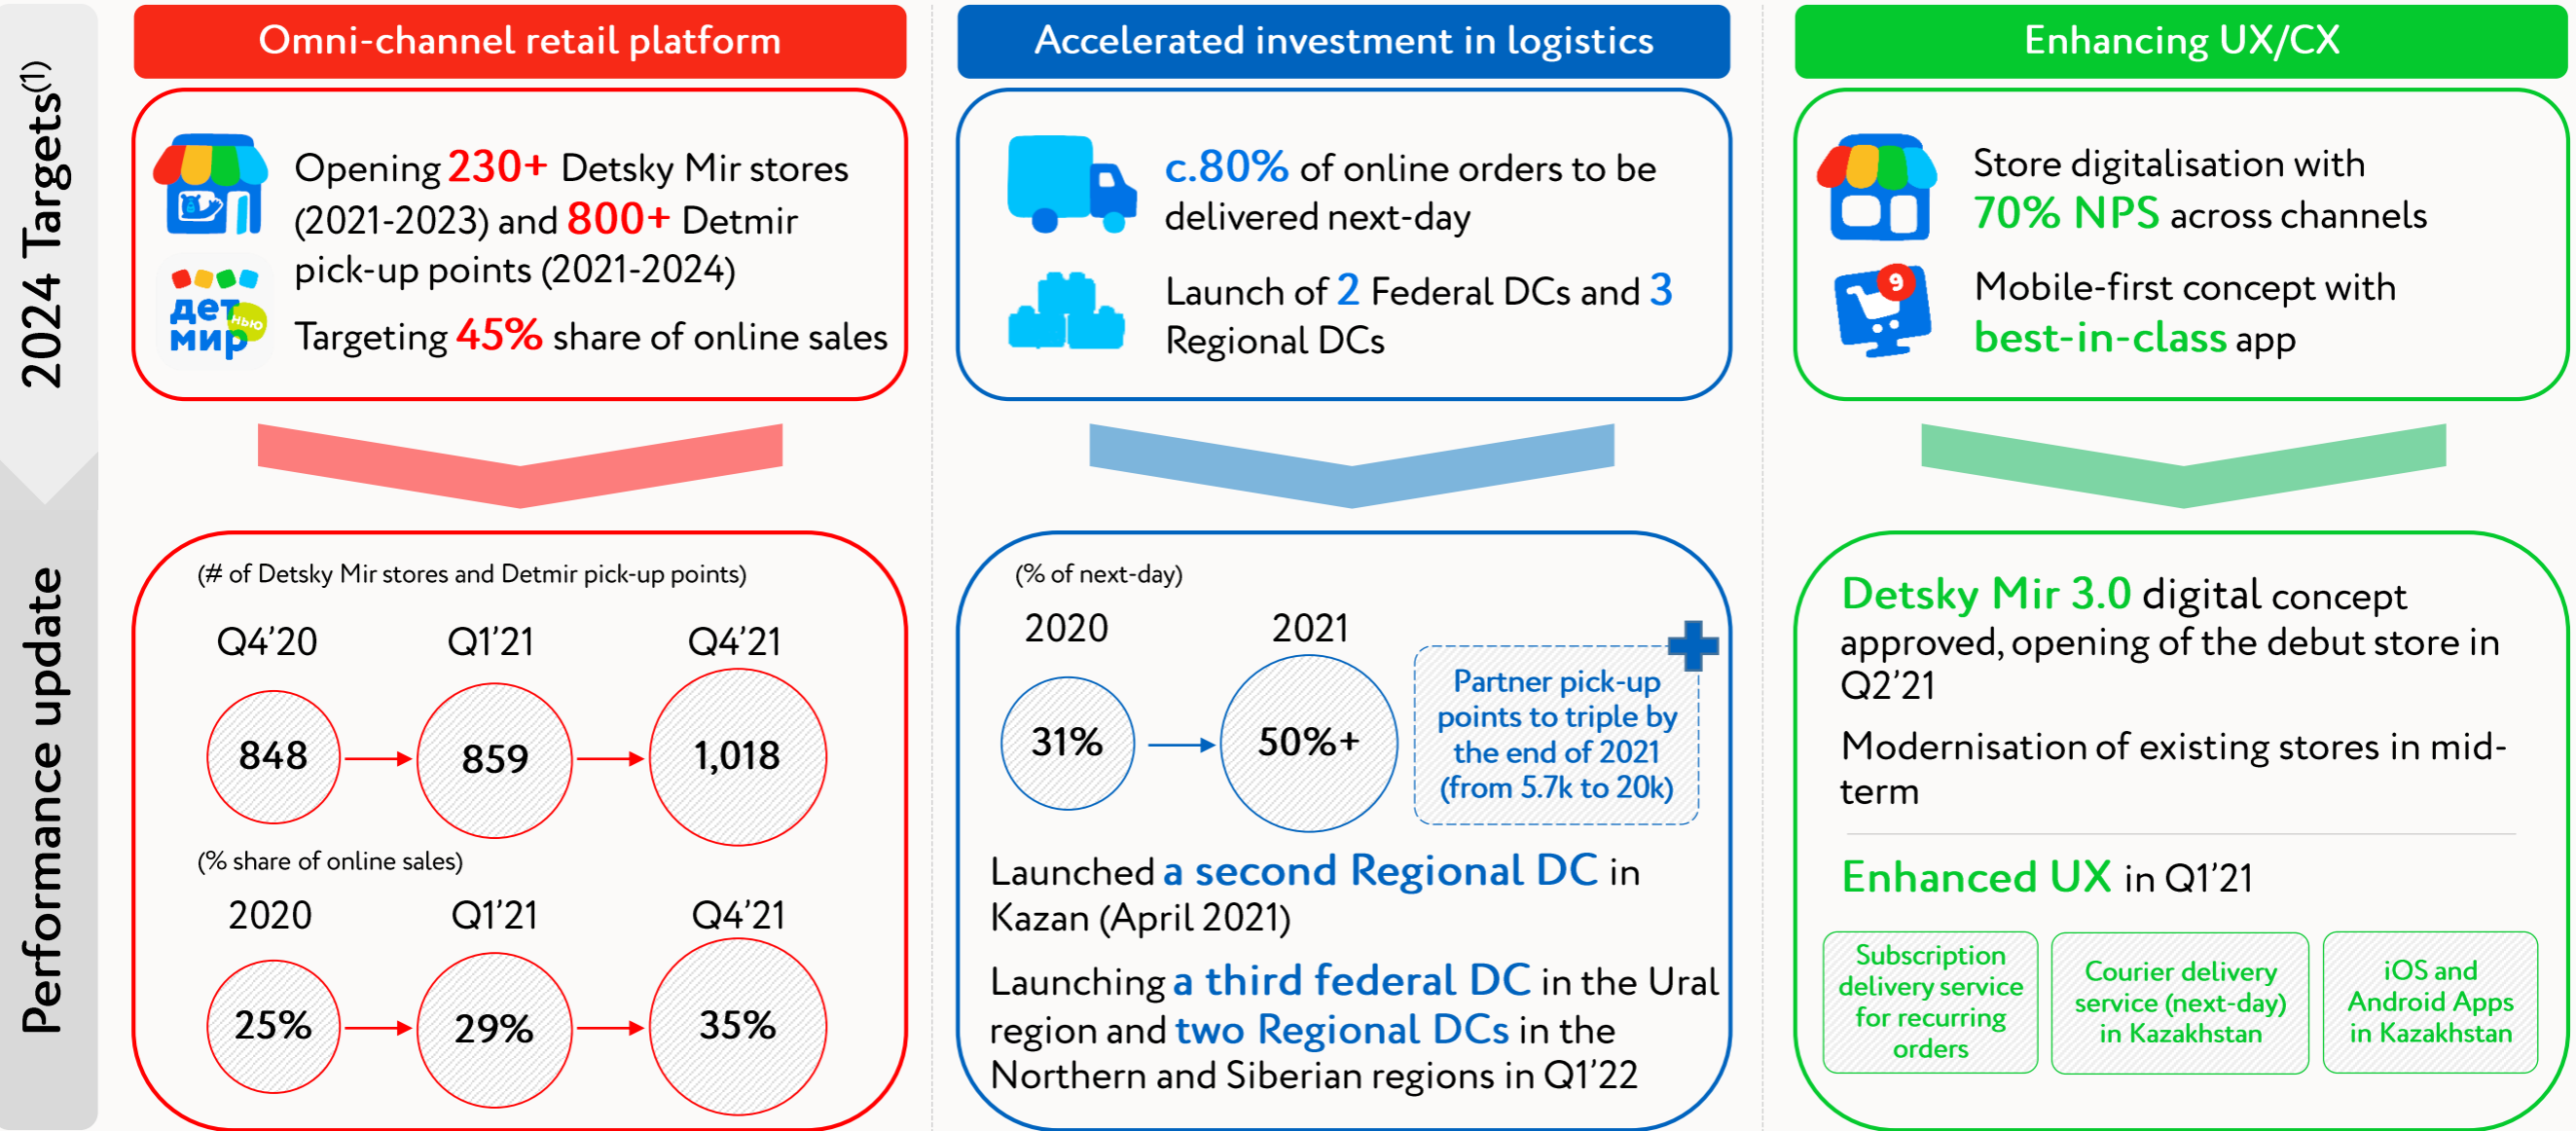 2024 Targets(1)
Omni-channel retail platform
Opening 230+ Detsky Mir stores
(2021-2023) and 800+ Detmir
pick-up points (2021-2024)
дет
нью
мир
Targeting 45% share of online sales
Accelerated investment in logistics
c.80% of online orders to be
delivered next-day
Launch of 2 Federal DCs and 3
Regional DCs
Enhancing UX/CX
Store digitalisation with
70% NPS across channels
9
Mobile-first concept with
best-in-class app
Performance update
(# of Detsky Mir stores and Detmir pick-up points)
Q4’20 Q1’21 Q4’21
848 859 1,018
(% share of online sales)
2020 Q1’21 Q4’21
25% 29% 35%
(% of next-day)
2020 2021
31% 50%+
Partner pick-up
points to triple by
the end of 2021
(from 5.7k to 20k)
Launched a second Regional DC in
Kazan (April 2021)
Launching a third federal DC in the Ural
region and two Regional DCs in the
Northern and Siberian regions in Q1’22
Detsky Mir 3.0 digital concept
approved, opening of the debut store in
Q2’21
Modernisation of existing stores in mid-
term
Enhanced UX in Q1’21
Subscription
delivery service
for recurring
orders
Courier delivery
service (next-day)
in Kazakhstan
iOS and
Android Apps
in Kazakhstan